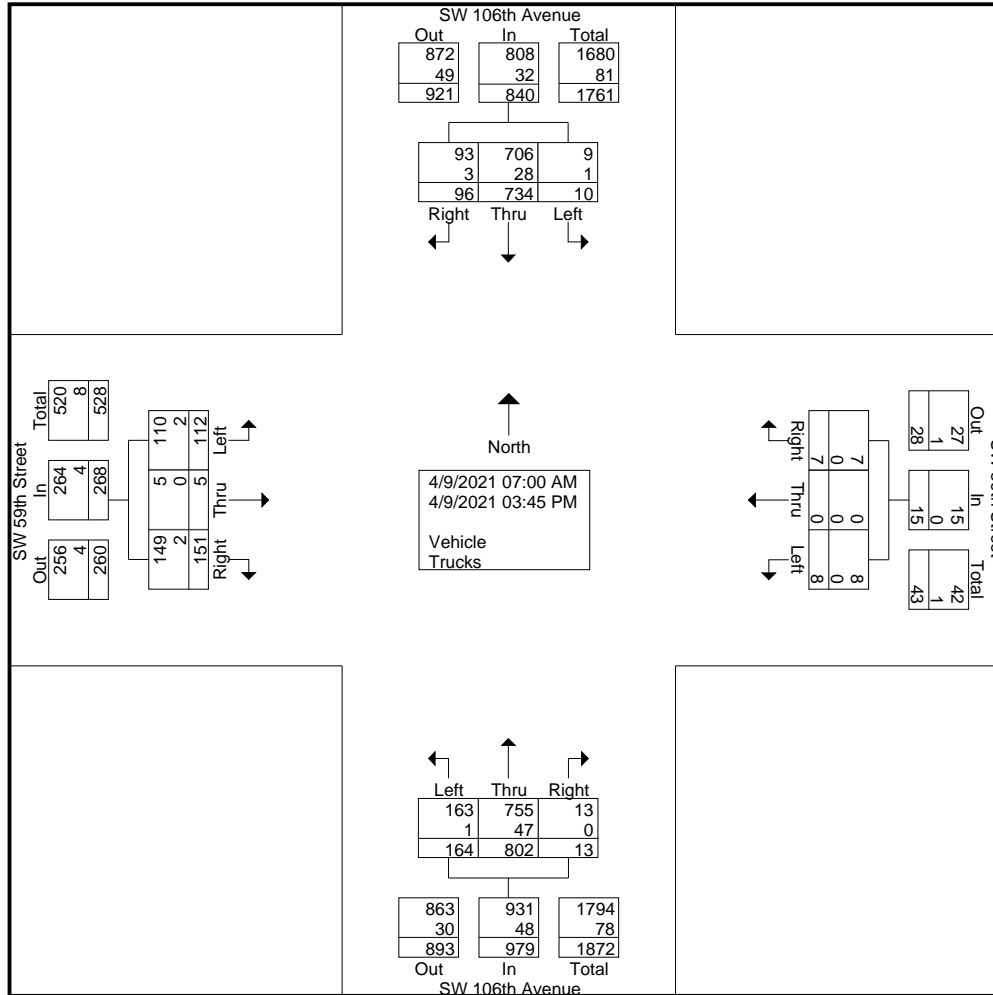 SW 106th Avenue
Out In Total
872 808 1680
49 32 81
921 840 1761
93 706 9
3 28 1
96 734 10
Right Thru Left
SW 59th Street
Total In Out
520 264 256
8 4 4
528 268 260
110 5 149
2 0 2
112 5 151
Left Thru Right
North
4/9/2021 07:00 AM
4/9/2021 03:45 PM
Vehicle
Trucks
Right Thru Left
7 0 8
0 0 0
7 0 8
Out In Total
27 15 42
1 0 1
28 15 43
Left Thru Right
163 755 13
1 47 0
164 802 13
863 931 1794
30 48 78
893 979 1872
Out In Total
SW 106th Avenue